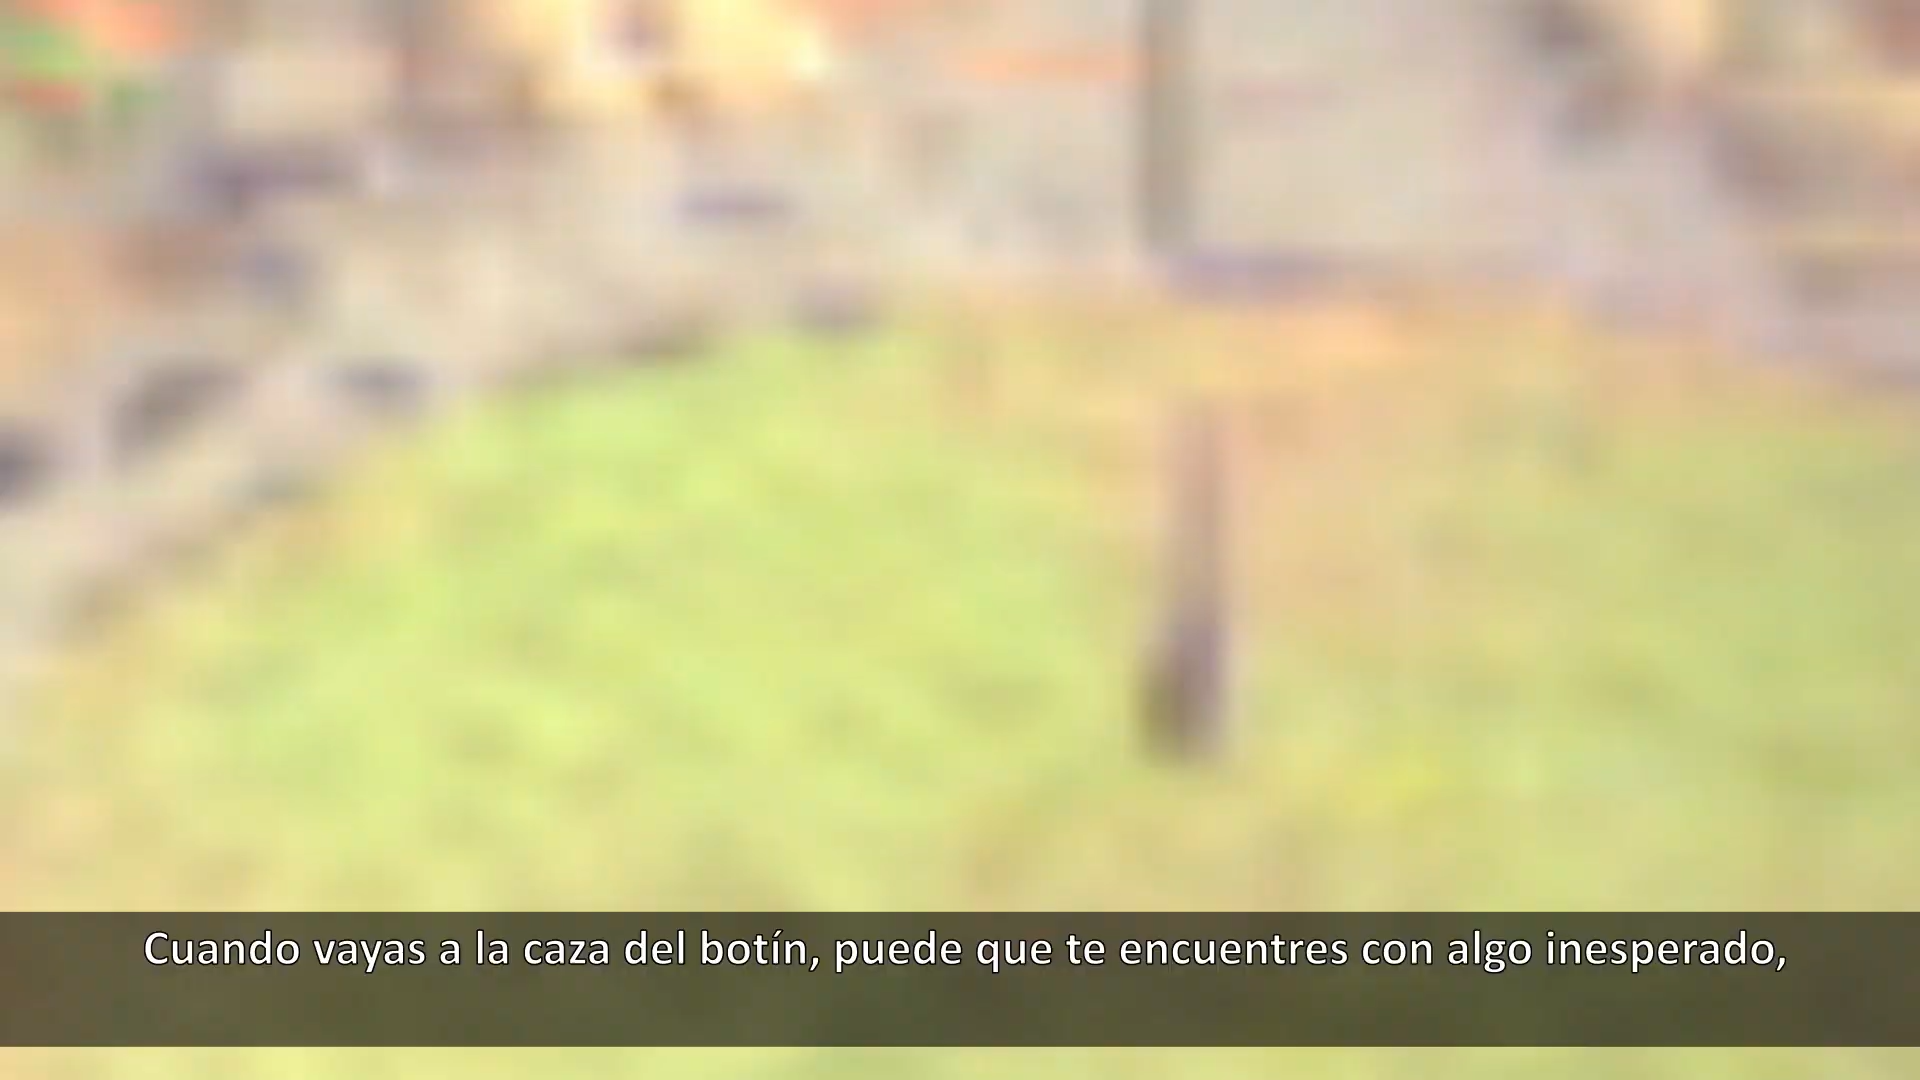 Cuando vayas a la caza del botín, puede que te encuentres con algo inesperado,